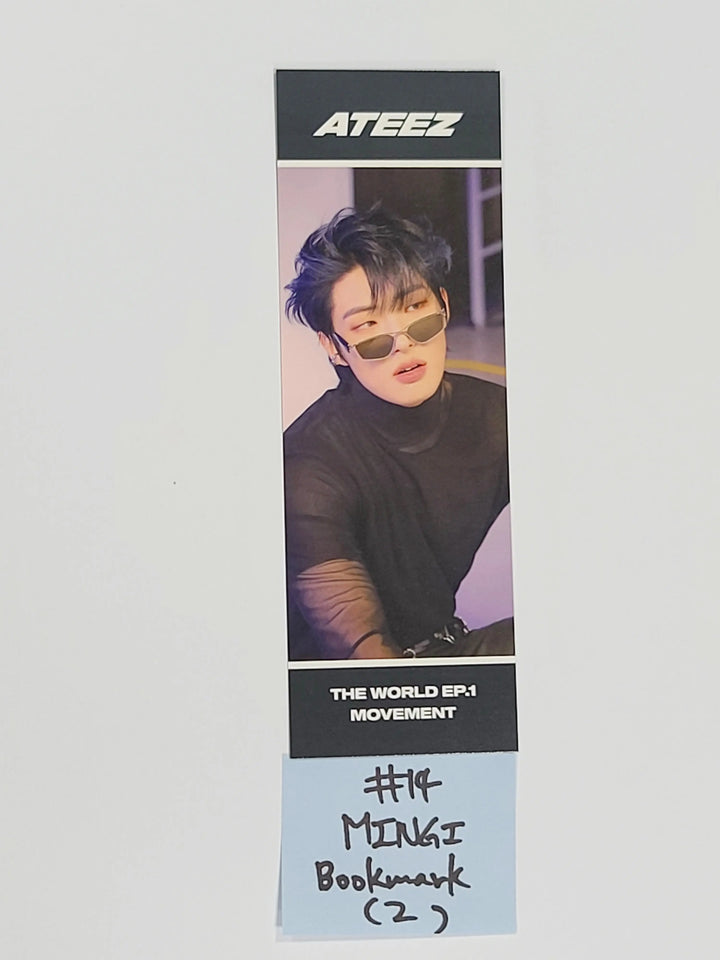 ATEEZ
THE WORLD EP.1
MOVEMENT
#14
MINGI
Bookmark
(2)